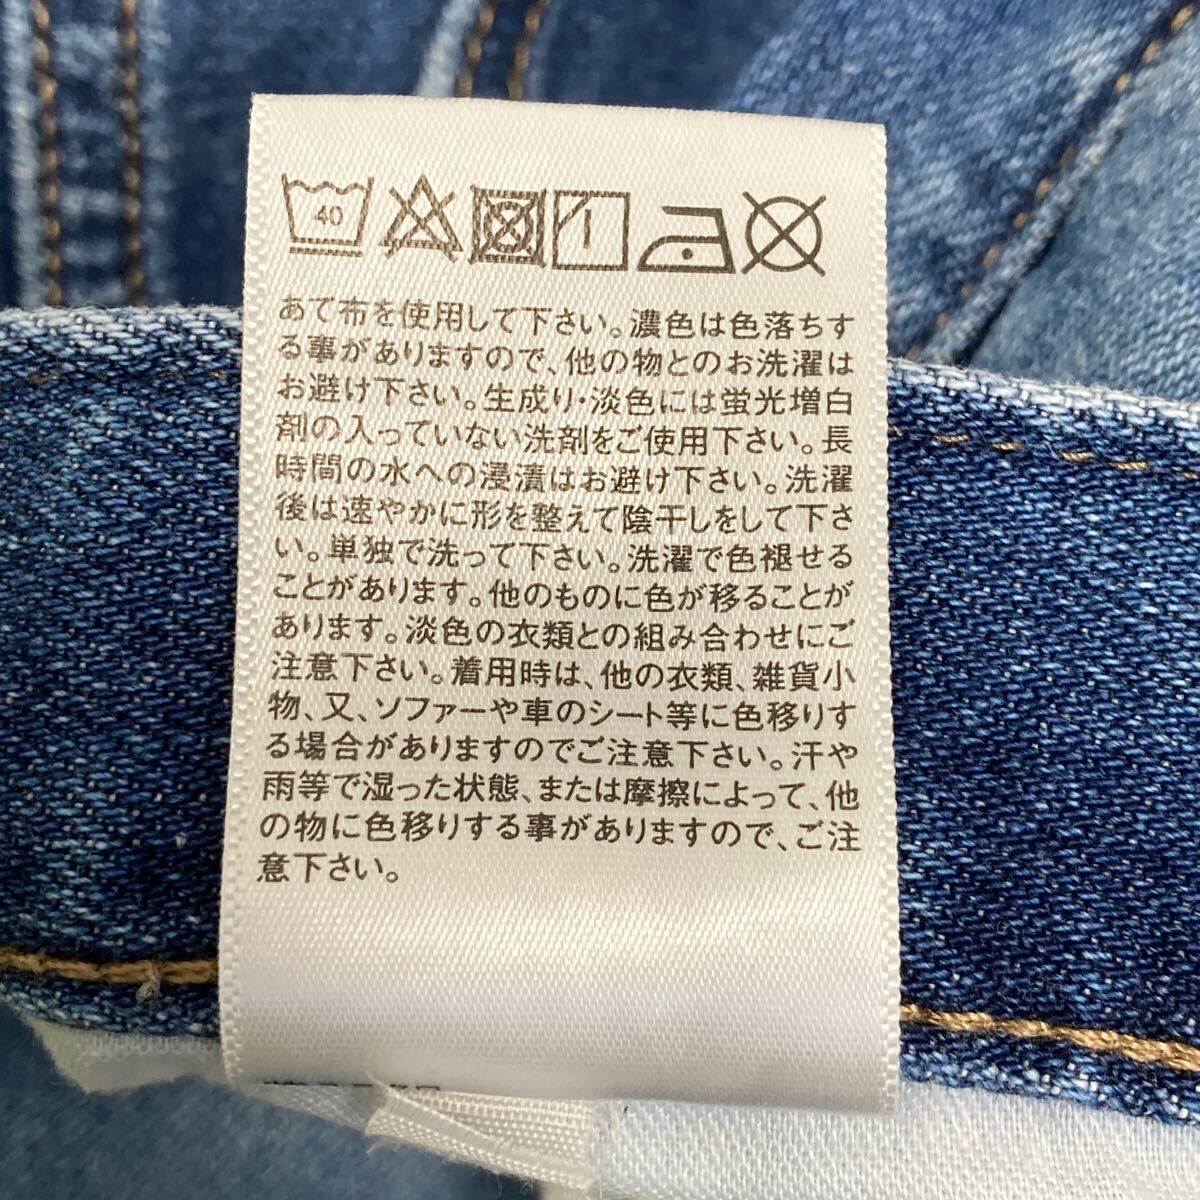 40
あて布を使用して下さい。濃色は色落ちす
る事がありますので、他の物とのお洗濯は
お避け下さい。生成り・淡色には蛍光増白
剤の入っていない洗剤をご使用下さい。長
時間の水への浸漬はお避け下さい。洗濯
後は速やかに形を整えて陰干しをして下さ
い。単独で洗って下さい。洗濯で色褪せる
ことがあります。他のものに色が移ることが
あります。淡色の衣類との組み合わせにご
注意下さい。着用時は、他の衣類、雑貨小
物、又、ソファーや車のシート等に色移りす
る場合がありますのでご注意下さい。汗や
雨等で湿った状態、または摩擦によって、他
の物に色移りする事がありますので、ご注
意下さい。